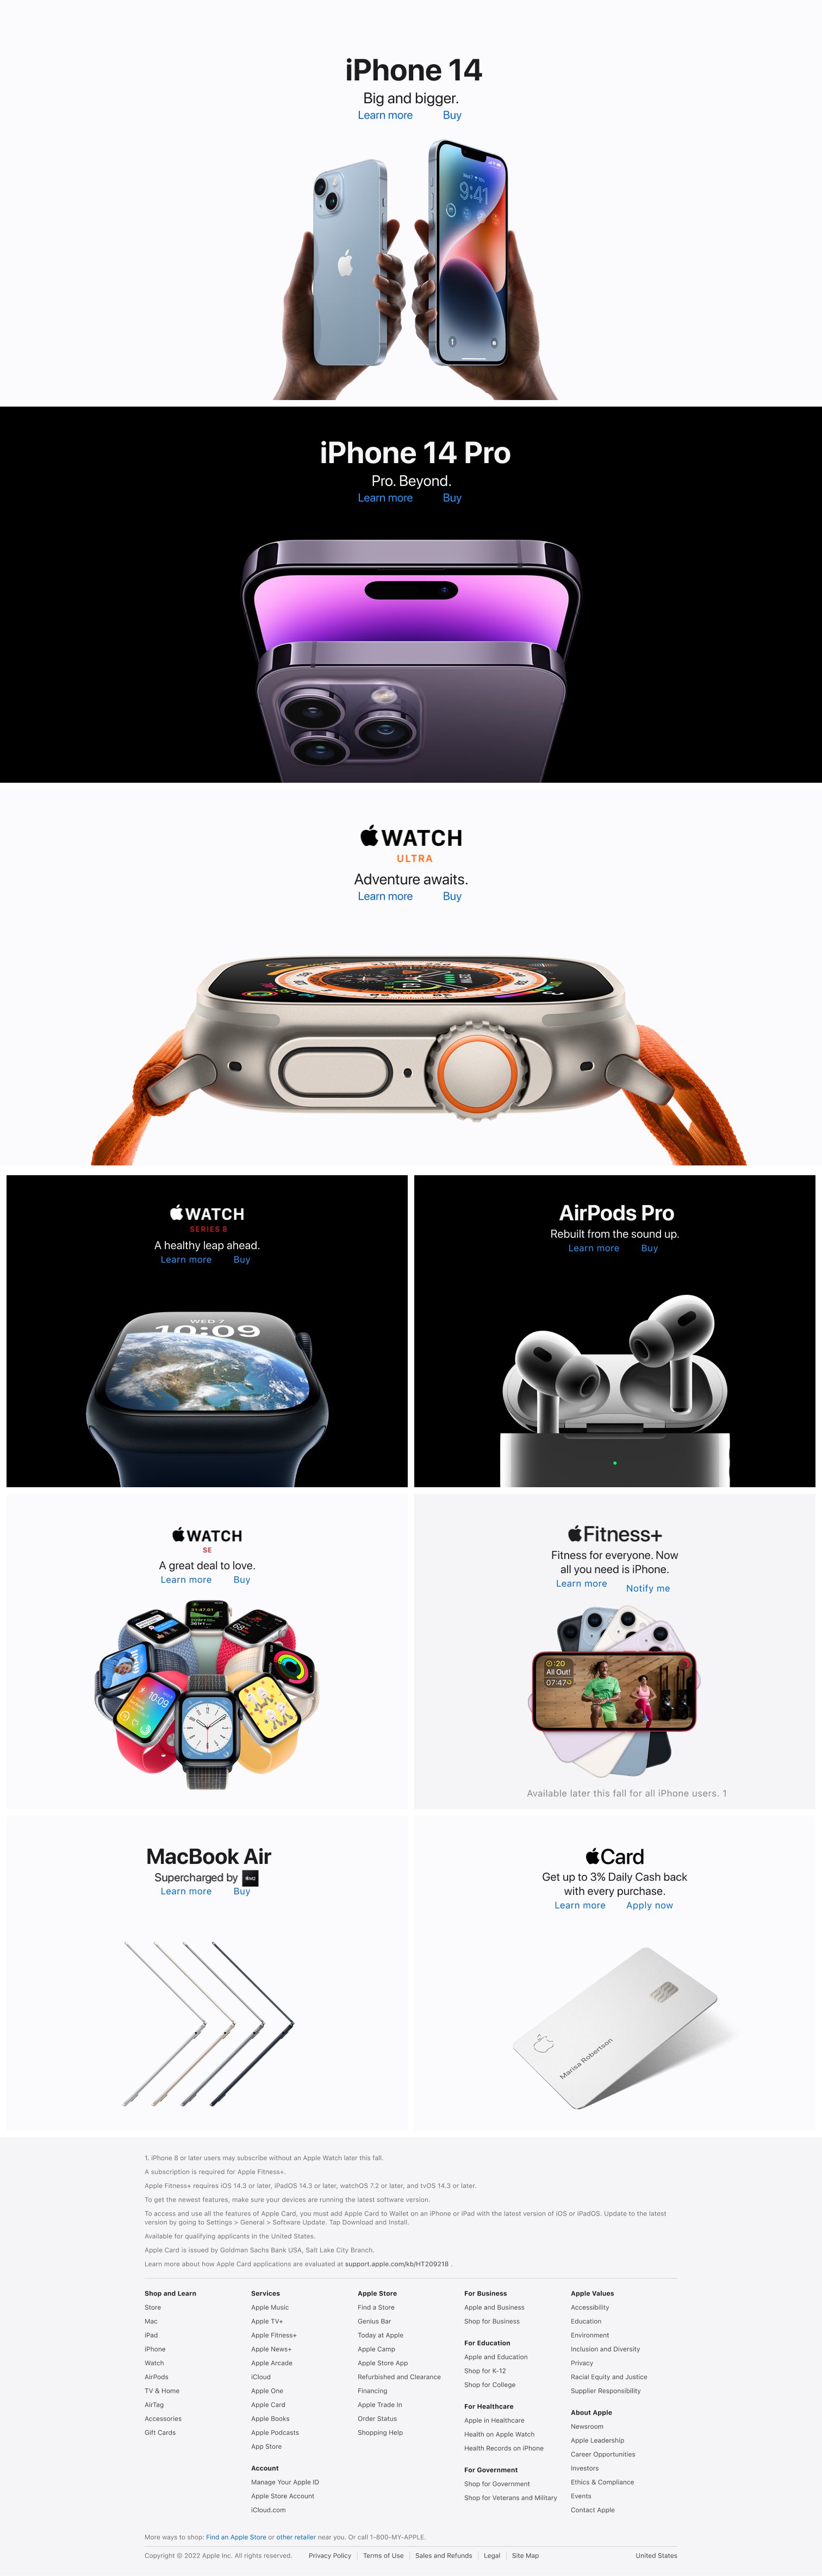 iPhone 14
Big and bigger.
Learn more Buy
9:41
iPhone 14 Pro
Pro. Beyond.
Learn more Buy
WATCH
ULTRA
Adventure awaits.
Learn more Buy
WATCH
SERIES 8
A healthy leap ahead.
Learn more Buy
WED 7
10:09
AirPods Pro
Rebuilt from the sound up.
Learn more Buy
WATCH
SE
A great deal to love.
Learn more Buy
10:09
Fitness+
Fitness for everyone. Now
all you need is iPhone.
Learn more Notify me
:20
All Out!
07:47
Available later this fall for all iPhone users. 1
MacBook Air
Supercharged by M2
Learn more Buy
Card
Get up to 3% Daily Cash back
with every purchase.
Learn more Apply now
Marisa Robertson
1. iPhone 8 or later users may subscribe without an Apple Watch later this fall.
A subscription is required for Apple Fitness+.
Apple Fitness+ requires iOS 14.3 or later, iPadOS 14.3 or later, watchOS 7.2 or later, and tvOS 14.3 or later.
To get the newest features, make sure your devices are running the latest software version.
To access and use all the features of Apple Card, you must add Apple Card to Wallet on an iPhone or iPad with the latest version of iOS or iPadOS. Update to the latest
version by going to Settings > General > Software Update. Tap Download and Install.
Available for qualifying applicants in the United States.
Apple Card is issued by Goldman Sachs Bank USA, Salt Lake City Branch.
Learn more about how Apple Card applications are evaluated at support.apple.com/kb/HT209218 .
Shop and Learn
Store
Mac
iPad
iPhone
Watch
AirPods
TV & Home
AirTag
Accessories
Gift Cards
Services
Apple Music
Apple TV+
Apple Fitness+
Apple News+
Apple Arcade
iCloud
Apple One
Apple Card
Apple Books
Apple Podcasts
App Store
Account
Manage Your Apple ID
Apple Store Account
iCloud.com
Apple Store
Find a Store
Genius Bar
Today at Apple
Apple Camp
Apple Store App
Refurbished and Clearance
Financing
Apple Trade In
Order Status
Shopping Help
For Business
Apple and Business
Shop for Business
For Education
Apple and Education
Shop for K-12
Shop for College
For Healthcare
Apple in Healthcare
Health on Apple Watch
Health Records on iPhone
For Government
Shop for Government
Shop for Veterans and Military
Apple Values
Accessibility
Education
Environment
Inclusion and Diversity
Privacy
Racial Equity and Justice
Supplier Responsibility
About Apple
Newsroom
Apple Leadership
Career Opportunities
Investors
Ethics & Compliance
Events
Contact Apple
More ways to shop: Find an Apple Store or other retailer near you. Or call 1-800-MY-APPLE.
Copyright © 2022 Apple Inc. All rights reserved. Privacy Policy Terms of Use Sales and Refunds Legal Site Map United States